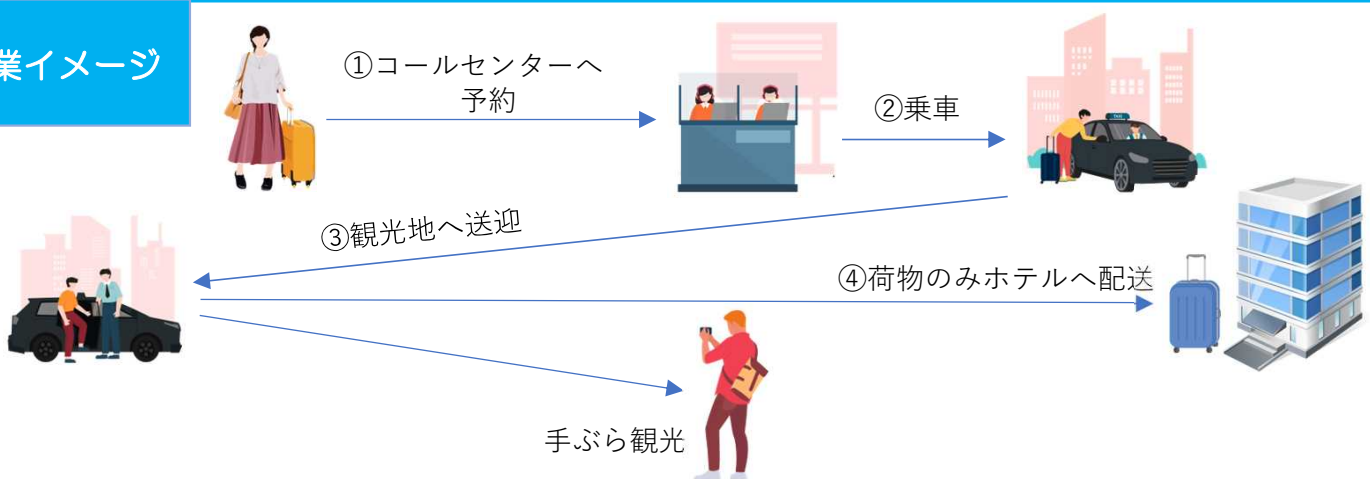 業イメージ
①コールセンターへ
予約
②乗車
TAXI
③観光地へ送迎
④荷物のみホテルへ配送
手ぶら観光